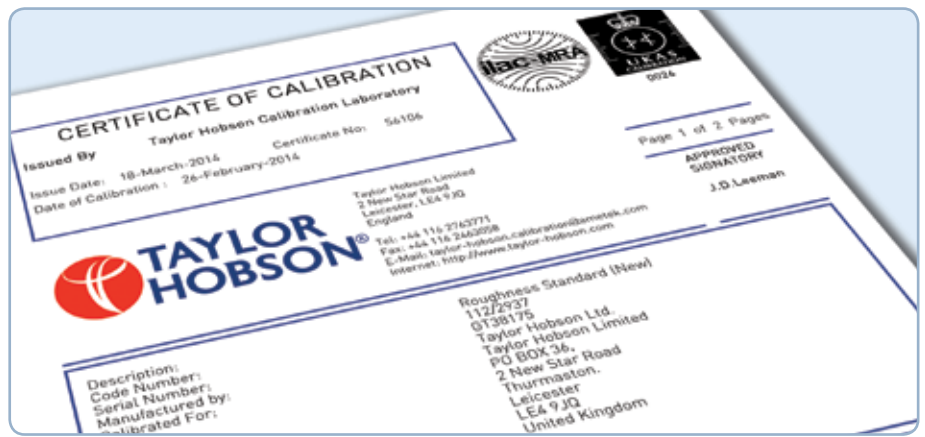 CERTIFICATE OF CALIBRATION
Issued By Taylor Hobson Calibration Laboratory
Issue Date: 18-March-2014 Certificate No: 56106
Date of Calibration : 26-February-2014
ilac-MRA
UKAS
CALIBRATION
0026
Page 1 of 2 Pages
APPROVED
SIGNATORY
J.D.Leeman
TAYLOR
HOBSON®
Taylor Hobson Limited
2 New Star Road
Leicester, LE4 9JQ
England
Tel: +44 116 2763771
Fax: +44 116 2463058
E-Mail: taylor-hobson.calibration@ametek.com
Internet: http://www.taylor-hobson.com
Description: Roughness Standard (New)
Code Number: 112/2937
Serial Number: GT38175
Manufactured by: Taylor Hobson Ltd.
Calibrated For: Taylor Hobson Limited
PO BOX 36,
2 New Star Road
Thurmaston.
Leicester
LE4 9JQ
United Kingdom